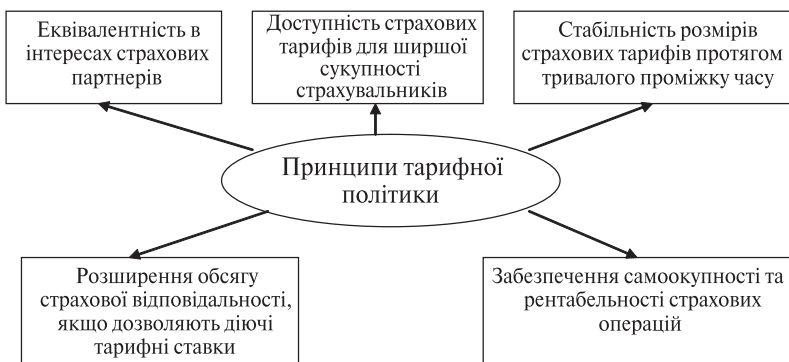 Еквівалентність в
інтересах страхових
партнерів
Доступність страхових
тарифів для ширшої
сукупності
страхувальників
Стабільність розмірів
страхових тарифів протягом
тривалого проміжку часу
Принципи тарифної
політики
Розширення обсягу
страхової відповідальності,
якщо дозволяють діючі
тарифні ставки
Забезпечення самоокупності та
рентабельності страхових
операцій